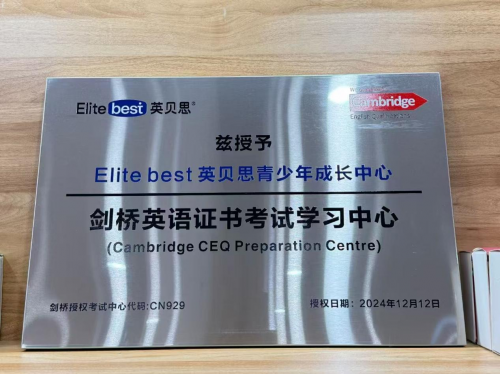 Elite best 英贝思®
Cambridge
English Qualifications
兹授予
Elite best 英贝思青少年成长中心
剑桥英语证书考试学习中心
(Cambridge CEQ Preparation Centre)
剑桥授权考试中心代码:CN929
授权日期: 2024年12月12日